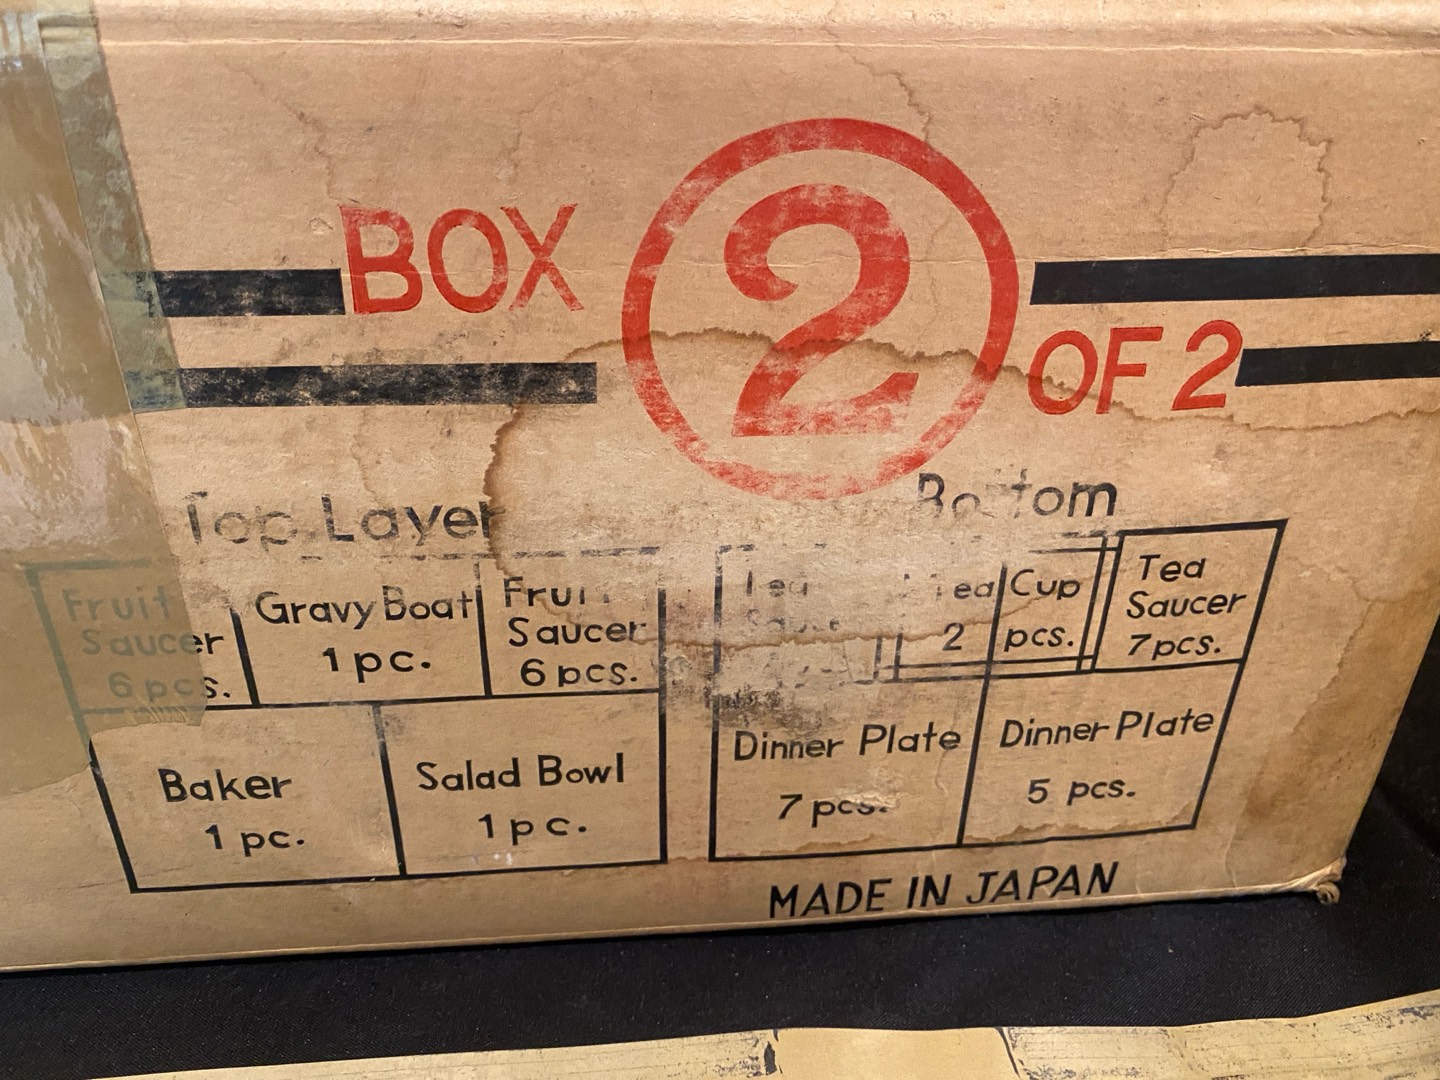 BOX 2 OF 2
Top Layer
Fruit Saucer 6 pcs.
Gravy Boat 1 pc.
Fruit Saucer 6 pcs.
Baker 1 pc.
Salad Bowl 1 pc.
Bottom
Tea
Tea Cup 2 pcs.
Tea Saucer 7 pcs.
Dinner Plate 7 pcs.
Dinner Plate 5 pcs.
MADE IN JAPAN